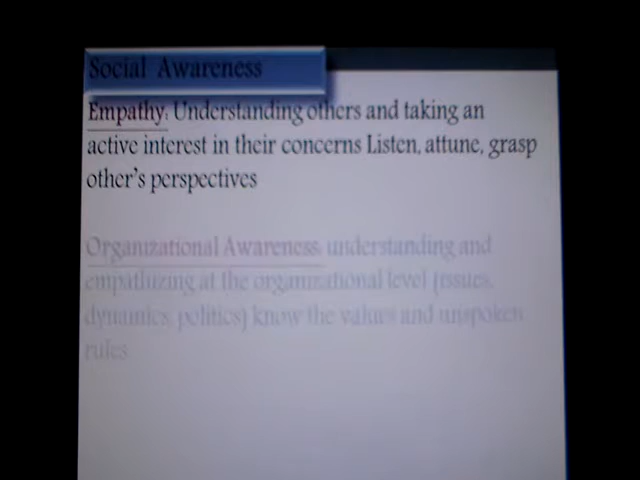 Social Awareness
Empathy: Understanding others and taking an
active interest in their concerns Listen, attune, grasp
other's perspectives
Organizational Awareness: understanding and
empathizing at the organizational level (issues,
dynamics, politics) know the values and unspoken
rules